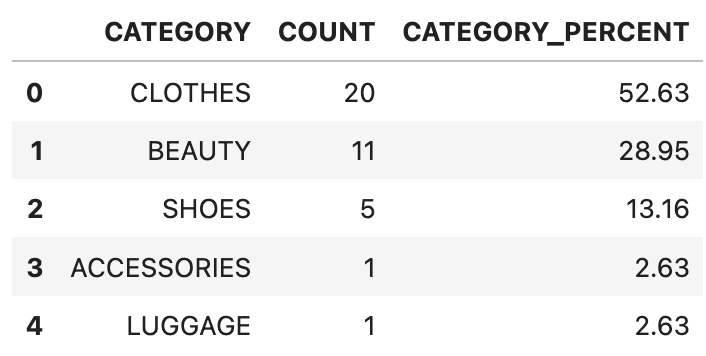 CATEGORY COUNT CATEGORY_PERCENT
0 CLOTHES 20 52.63
1 BEAUTY 11 28.95
2 SHOES 5 13.16
3 ACCESSORIES 1 2.63
4 LUGGAGE 1 2.63